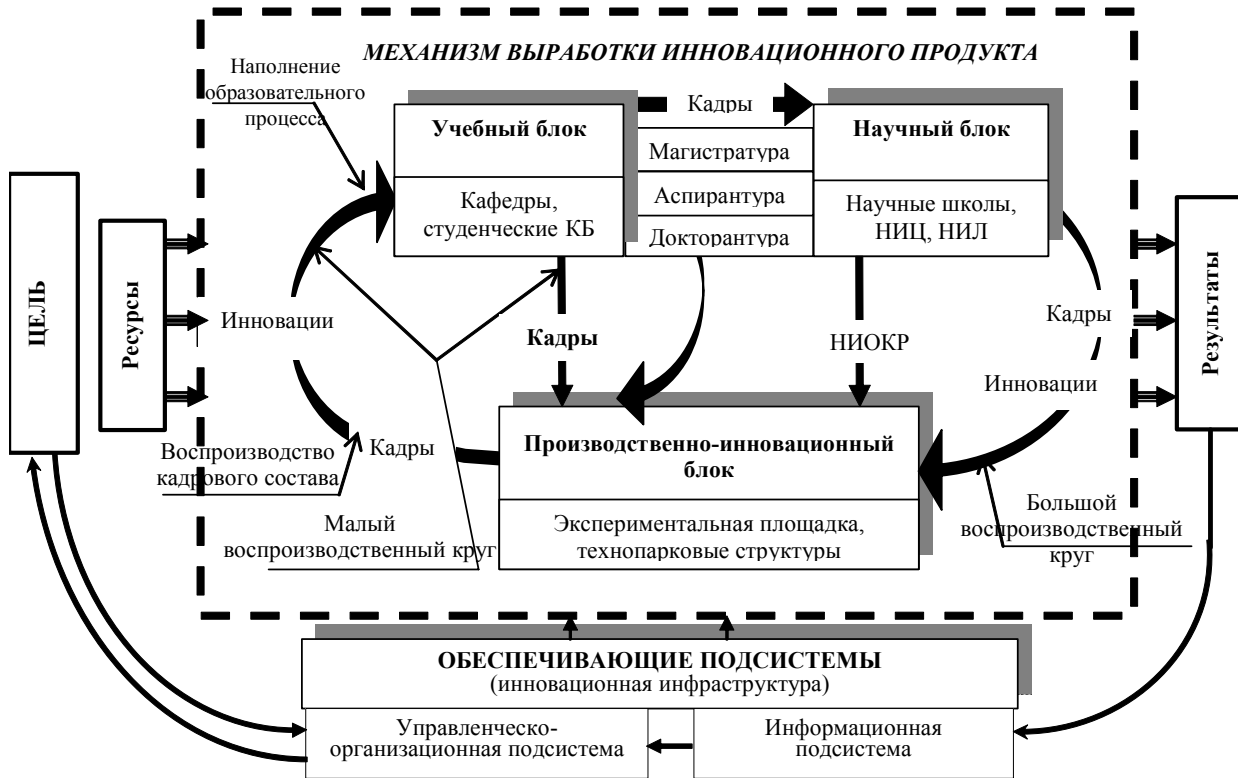 МЕХАНИЗМ ВЫРАБОТКИ ИННОВАЦИОННОГО ПРОДУКТА
Наполнение
образовательного
процесса
Учебный блок
Кафедры,
студенческие КБ
Кадры
Магистратура
Аспирантура
Докторантура
Научный блок
Научные школы,
НИЦ, НИЛ
ЦЕЛЬ
Ресурсы
Инновации
Кадры
НИОКР
Кадры
Инновации
Результаты
Воспроизводство
кадрового состава
Кадры
Производственно-инновационный
блок
Экспериментальная площадка,
технопарковые структуры
Малый
воспроизводственный круг
Большой
воспроизводственный
круг
ОБЕСПЕЧИВАЮЩИЕ ПОДСИСТЕМЫ
(инновационная инфраструктура)
Управленческо-
организационная подсистема
Информационная
подсистема